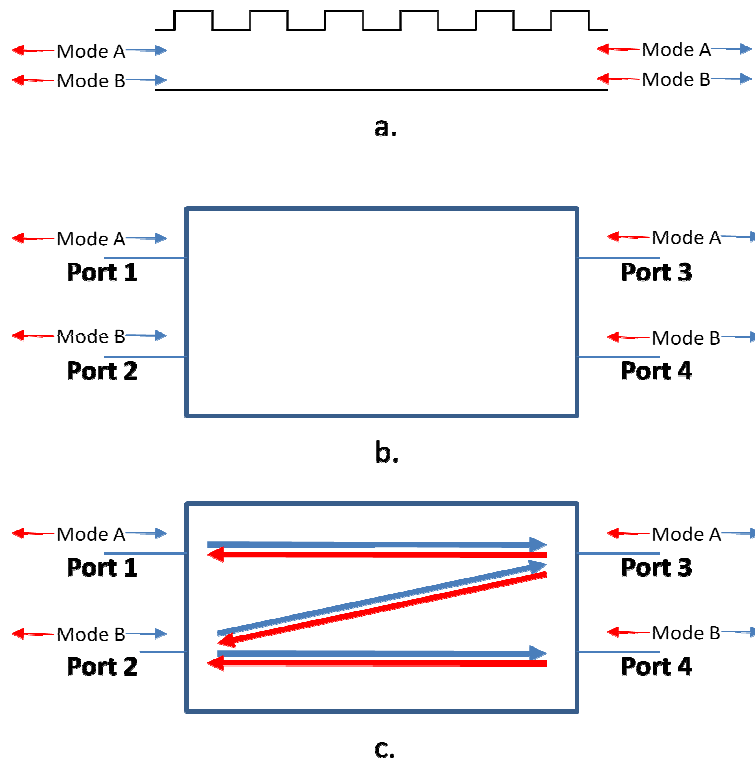 Mode A Mode A
Mode B Mode B
a.
Mode A Mode A
Port 1 Port 3
Mode B Mode B
Port 2 Port 4
b.
Mode A Mode A
Port 1 Port 3
Mode B Mode B
Port 2 Port 4
c.